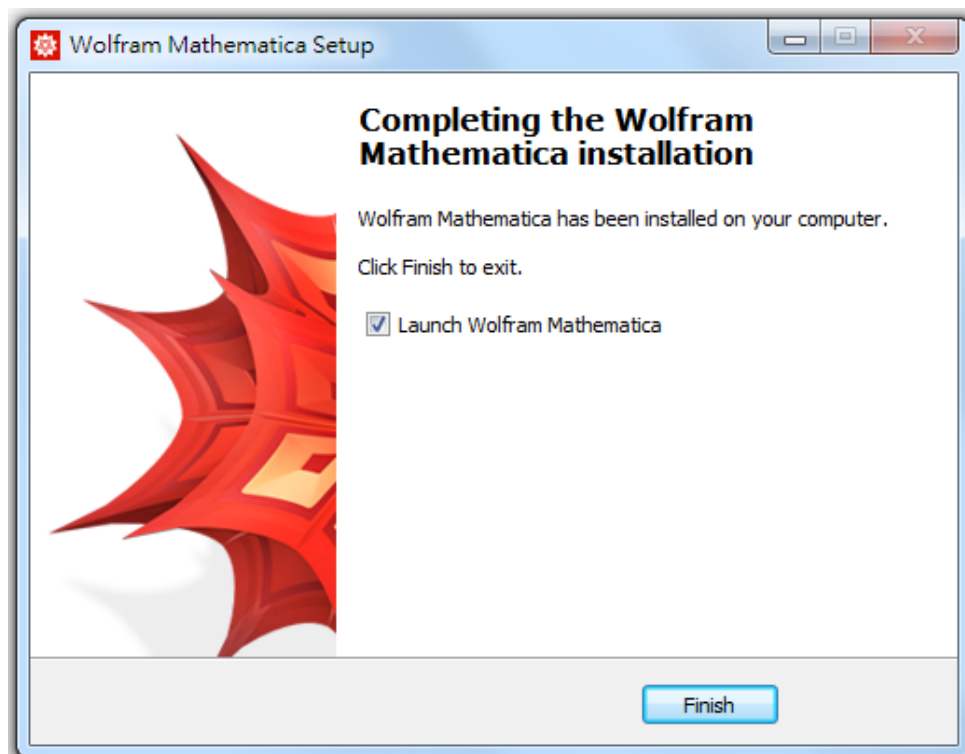 Wolfram Mathematica Setup
Completing the Wolfram
Mathematica installation
Wolfram Mathematica has been installed on your computer.
Click Finish to exit.
Launch Wolfram Mathematica
Finish